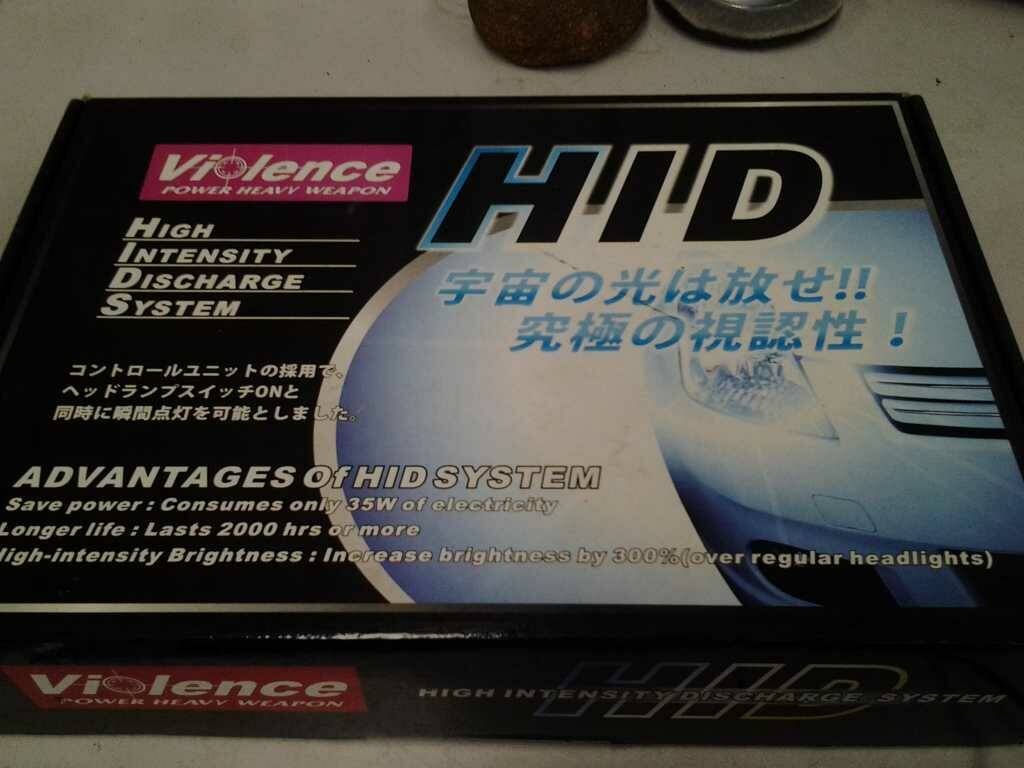 Violence
POWER HEAVY WEAPON
HID
HIGH
INTENSITY
DISCHARGE
SYSTEM
宇宙の光は放せ!!
究極の視認性！
コントロールユニットの採用で、
ヘッドランプスイッチONと
同時に瞬間点灯を可能としました。
ADVANTAGES Of HID SYSTEM
Save power : Consumes only 35W of electricity
Longer life : Lasts 2000 hrs or more
High-intensity Brightness : Increase brightness by 300%(over regular headlights)
Violence
POWER HEAVY WEAPON
HID
HIGH INTENSITY DISCHARGE SYSTEM